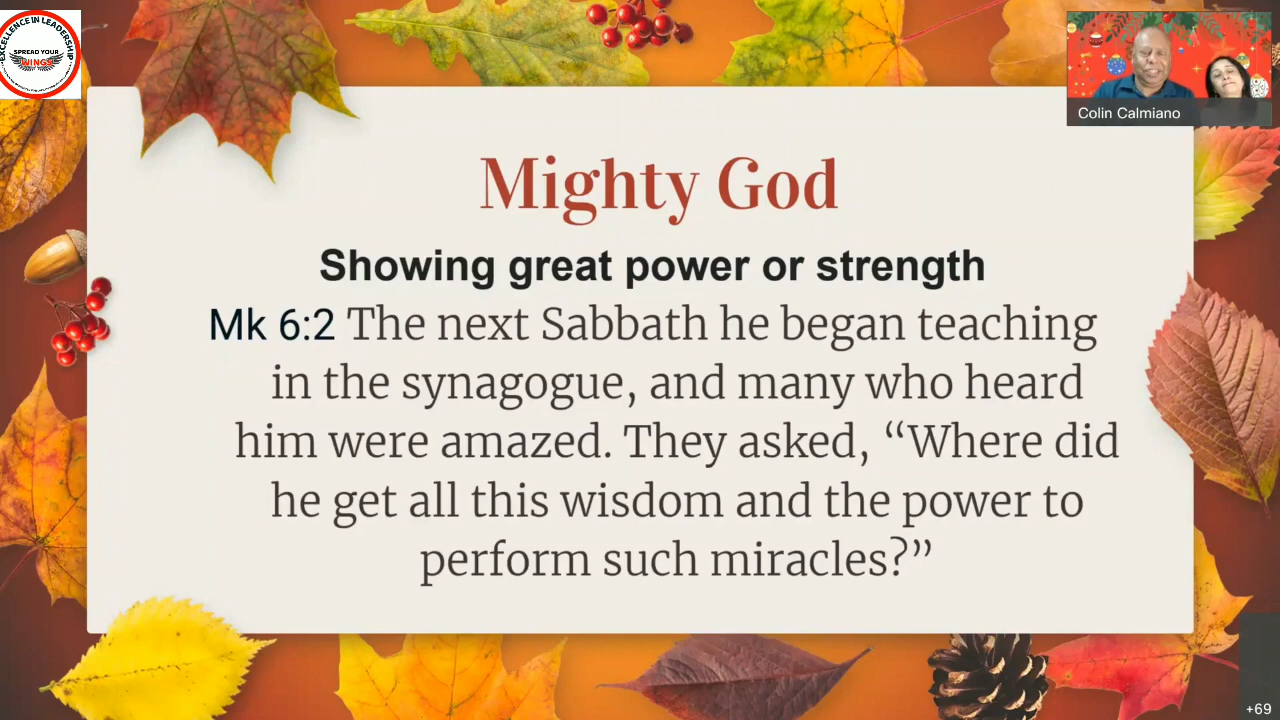 EXCELLENCE IN LEADERSHIP
SPREAD YOUR
WINGS
Colin Calmiano
Mighty God
Showing great power or strength
Mk 6:2 The next Sabbath he began teaching
in the synagogue, and many who heard
him were amazed. They asked, “Where did
he get all this wisdom and the power to
perform such miracles?”
+69